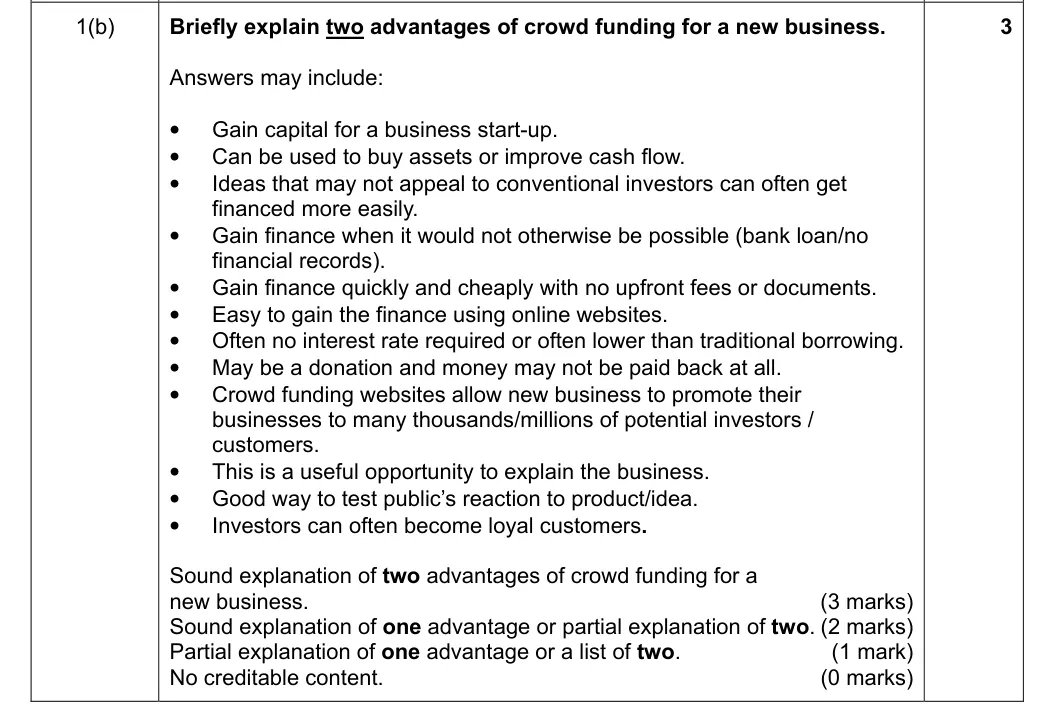 1(b) Briefly explain two advantages of crowd funding for a new business. 3
Answers may include:
• Gain capital for a business start-up.
• Can be used to buy assets or improve cash flow.
• Ideas that may not appeal to conventional investors can often get
financed more easily.
• Gain finance when it would not otherwise be possible (bank loan/no
financial records).
• Gain finance quickly and cheaply with no upfront fees or documents.
• Easy to gain the finance using online websites.
• Often no interest rate required or often lower than traditional borrowing.
• May be a donation and money may not be paid back at all.
• Crowd funding websites allow new business to promote their
businesses to many thousands/millions of potential investors /
customers.
• This is a useful opportunity to explain the business.
• Good way to test public’s reaction to product/idea.
• Investors can often become loyal customers.
Sound explanation of two advantages of crowd funding for a
new business. (3 marks)
Sound explanation of one advantage or partial explanation of two. (2 marks)
Partial explanation of one advantage or a list of two. (1 mark)
No creditable content. (0 marks)